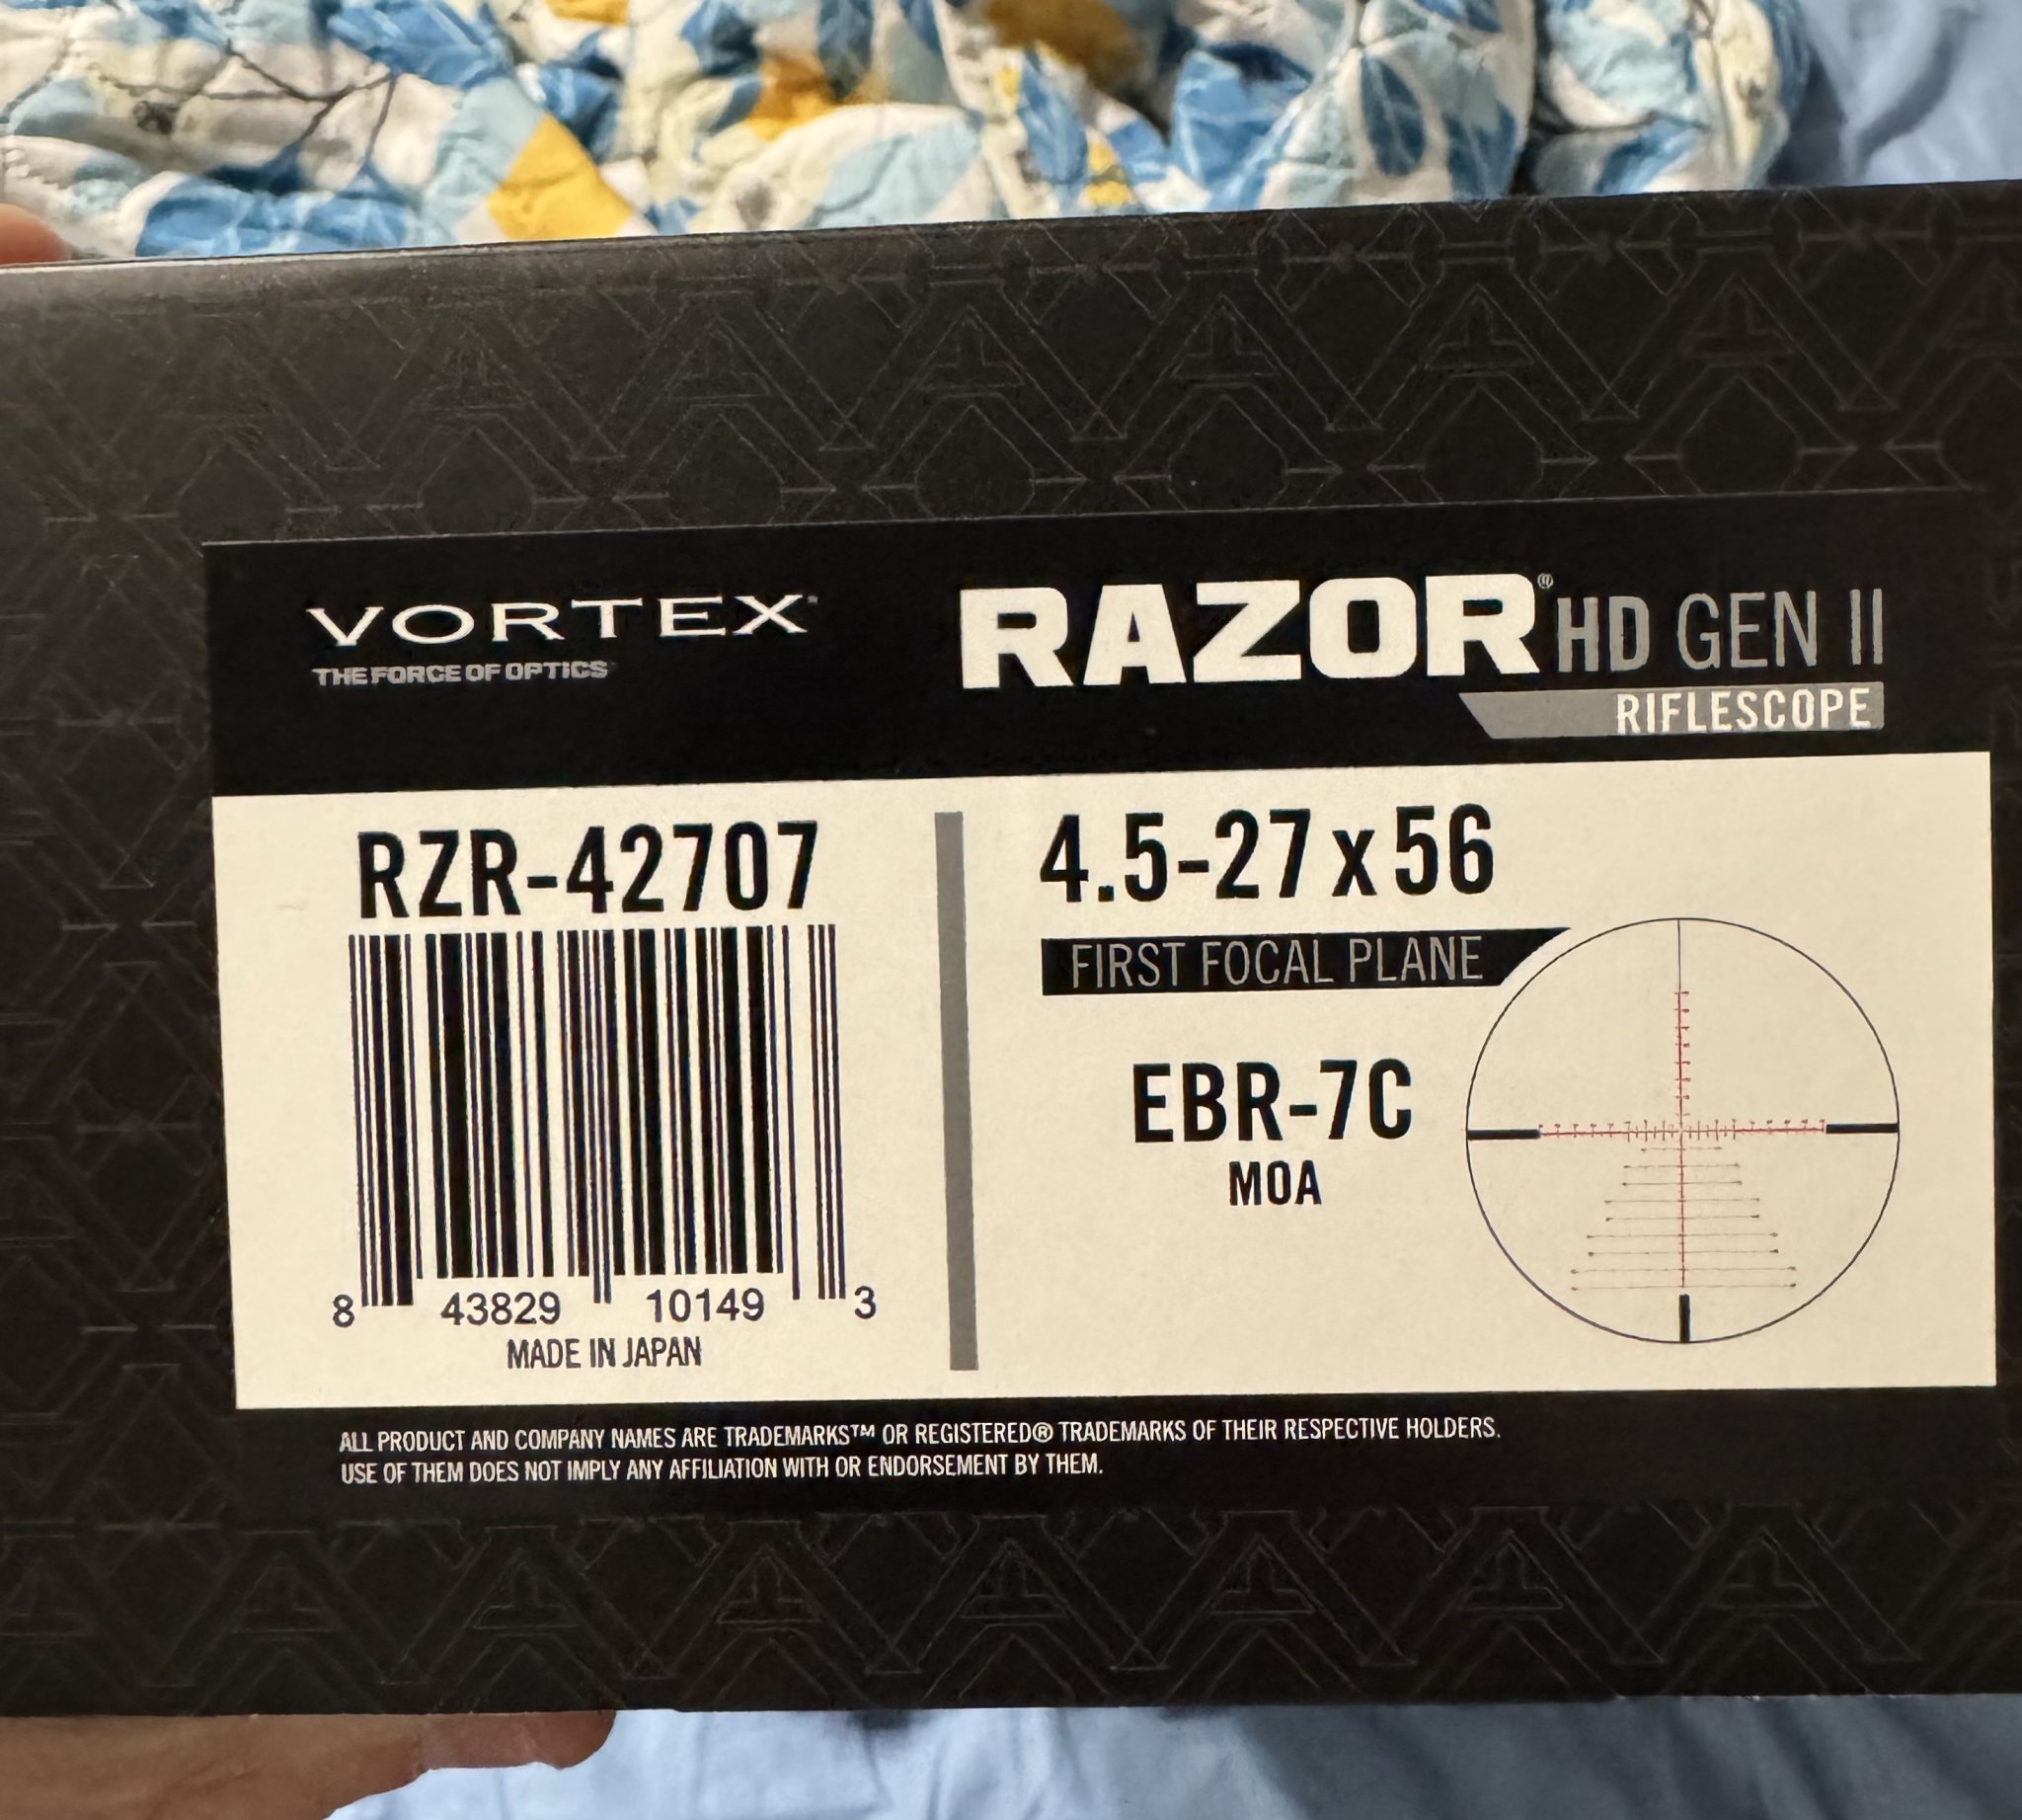 VORTEX
THE FORCE OF OPTICS
RAZOR® HD GEN II
RIFLESCOPE
RZR-42707
8 43829 10149 3
MADE IN JAPAN
4.5-27x56
FIRST FOCAL PLANE
EBR-7C
MOA
ALL PRODUCT AND COMPANY NAMES ARE TRADEMARKS™ OR REGISTERED® TRADEMARKS OF THEIR RESPECTIVE HOLDERS.
USE OF THEM DOES NOT IMPLY ANY AFFILIATION WITH OR ENDORSEMENT BY THEM.